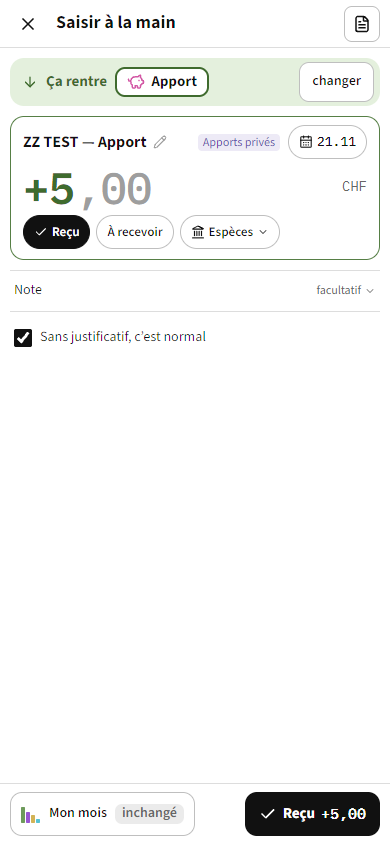 Saisir à la main
Ça rentre Apport changer
ZZ TEST — Apport Apports privés 21.11
+5,00 CHF
Reçu À recevoir Espèces
Note facultatif
Sans justificatif, c’est normal
Mon mois inchangé Reçu +5,00